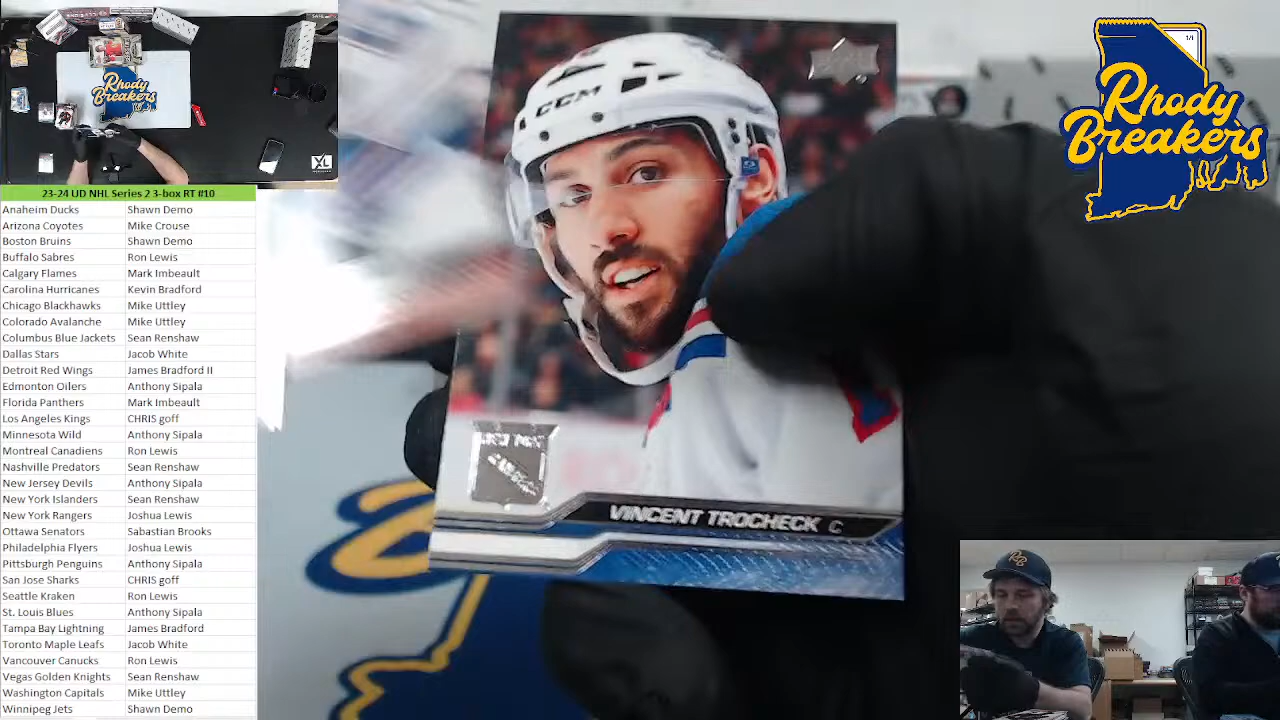 23-24 UD NHL Series 2 3-box RT #10
Anaheim Ducks Shawn Demo
Arizona Coyotes Mike Crouse
Boston Bruins Shawn Demo
Buffalo Sabres Ron Lewis
Calgary Flames Mark Imbeault
Carolina Hurricanes Kevin Bradford
Chicago Blackhawks Mike Uttley
Colorado Avalanche Mike Uttley
Columbus Blue Jackets Sean Renshaw
Dallas Stars Jacob White
Detroit Red Wings James Bradford II
Edmonton Oilers Anthony Sipala
Florida Panthers Mark Imbeault
Los Angeles Kings CHRIS goff
Minnesota Wild Anthony Sipala
Montreal Canadiens Ron Lewis
Nashville Predators Sean Renshaw
New Jersey Devils Anthony Sipala
New York Islanders Sean Renshaw
New York Rangers Joshua Lewis
Ottawa Senators Sabastian Brooks
Philadelphia Flyers Joshua Lewis
Pittsburgh Penguins Anthony Sipala
San Jose Sharks CHRIS goff
Seattle Kraken Ron Lewis
St. Louis Blues Anthony Sipala
Tampa Bay Lightning James Bradford
Toronto Maple Leafs Jacob White
Vancouver Canucks Ron Lewis
Vegas Golden Knights Sean Renshaw
Washington Capitals Mike Uttley
Winnipeg Jets Shawn Demo
Rhody
Breakers
XL
CCM
VINCENT TROCHECK C
1/1
Rhody
Breakers
RB